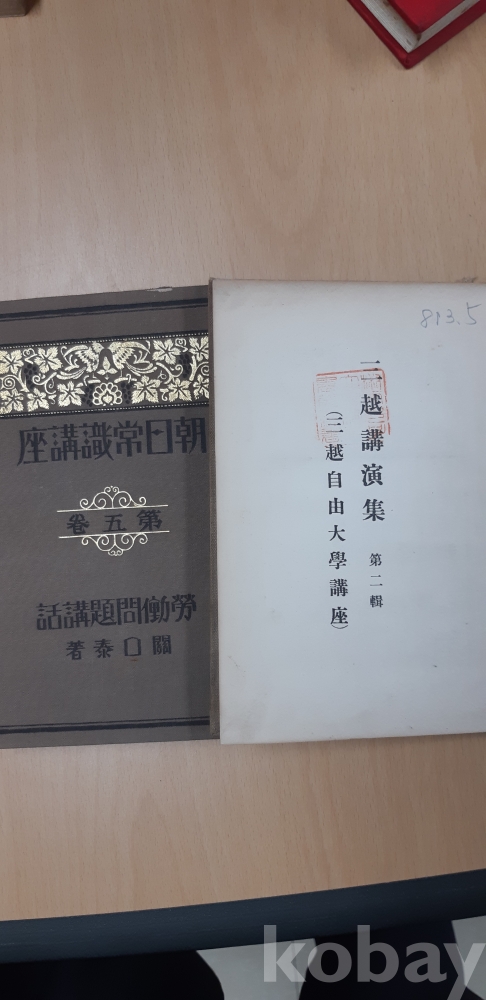 朝日常識講座
第五卷
勞働問題講話
關口泰著
813.5
三越講演集 第二輯
（三越自由大學講座）
kobay